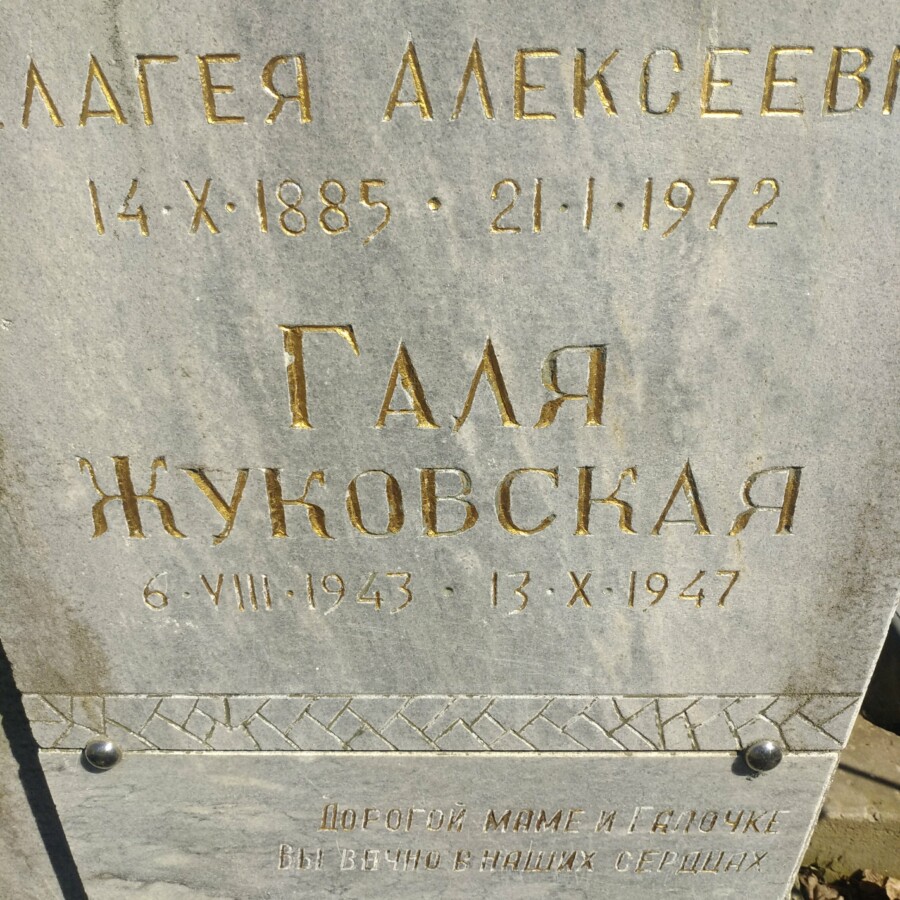 ЕЛАГЕЯ АЛЕКСЕЕВ
14·X·1885 · 21·I·1972
ГАЛЯ
ЖУКОВСКАЯ
6·VIII·1943 · 13·X·1947
ДОРОГОЙ МАМЕ И ГАЛОЧКЕ
ВЫ ВЕЧНО В НАШИХ СЕРДЦАХ